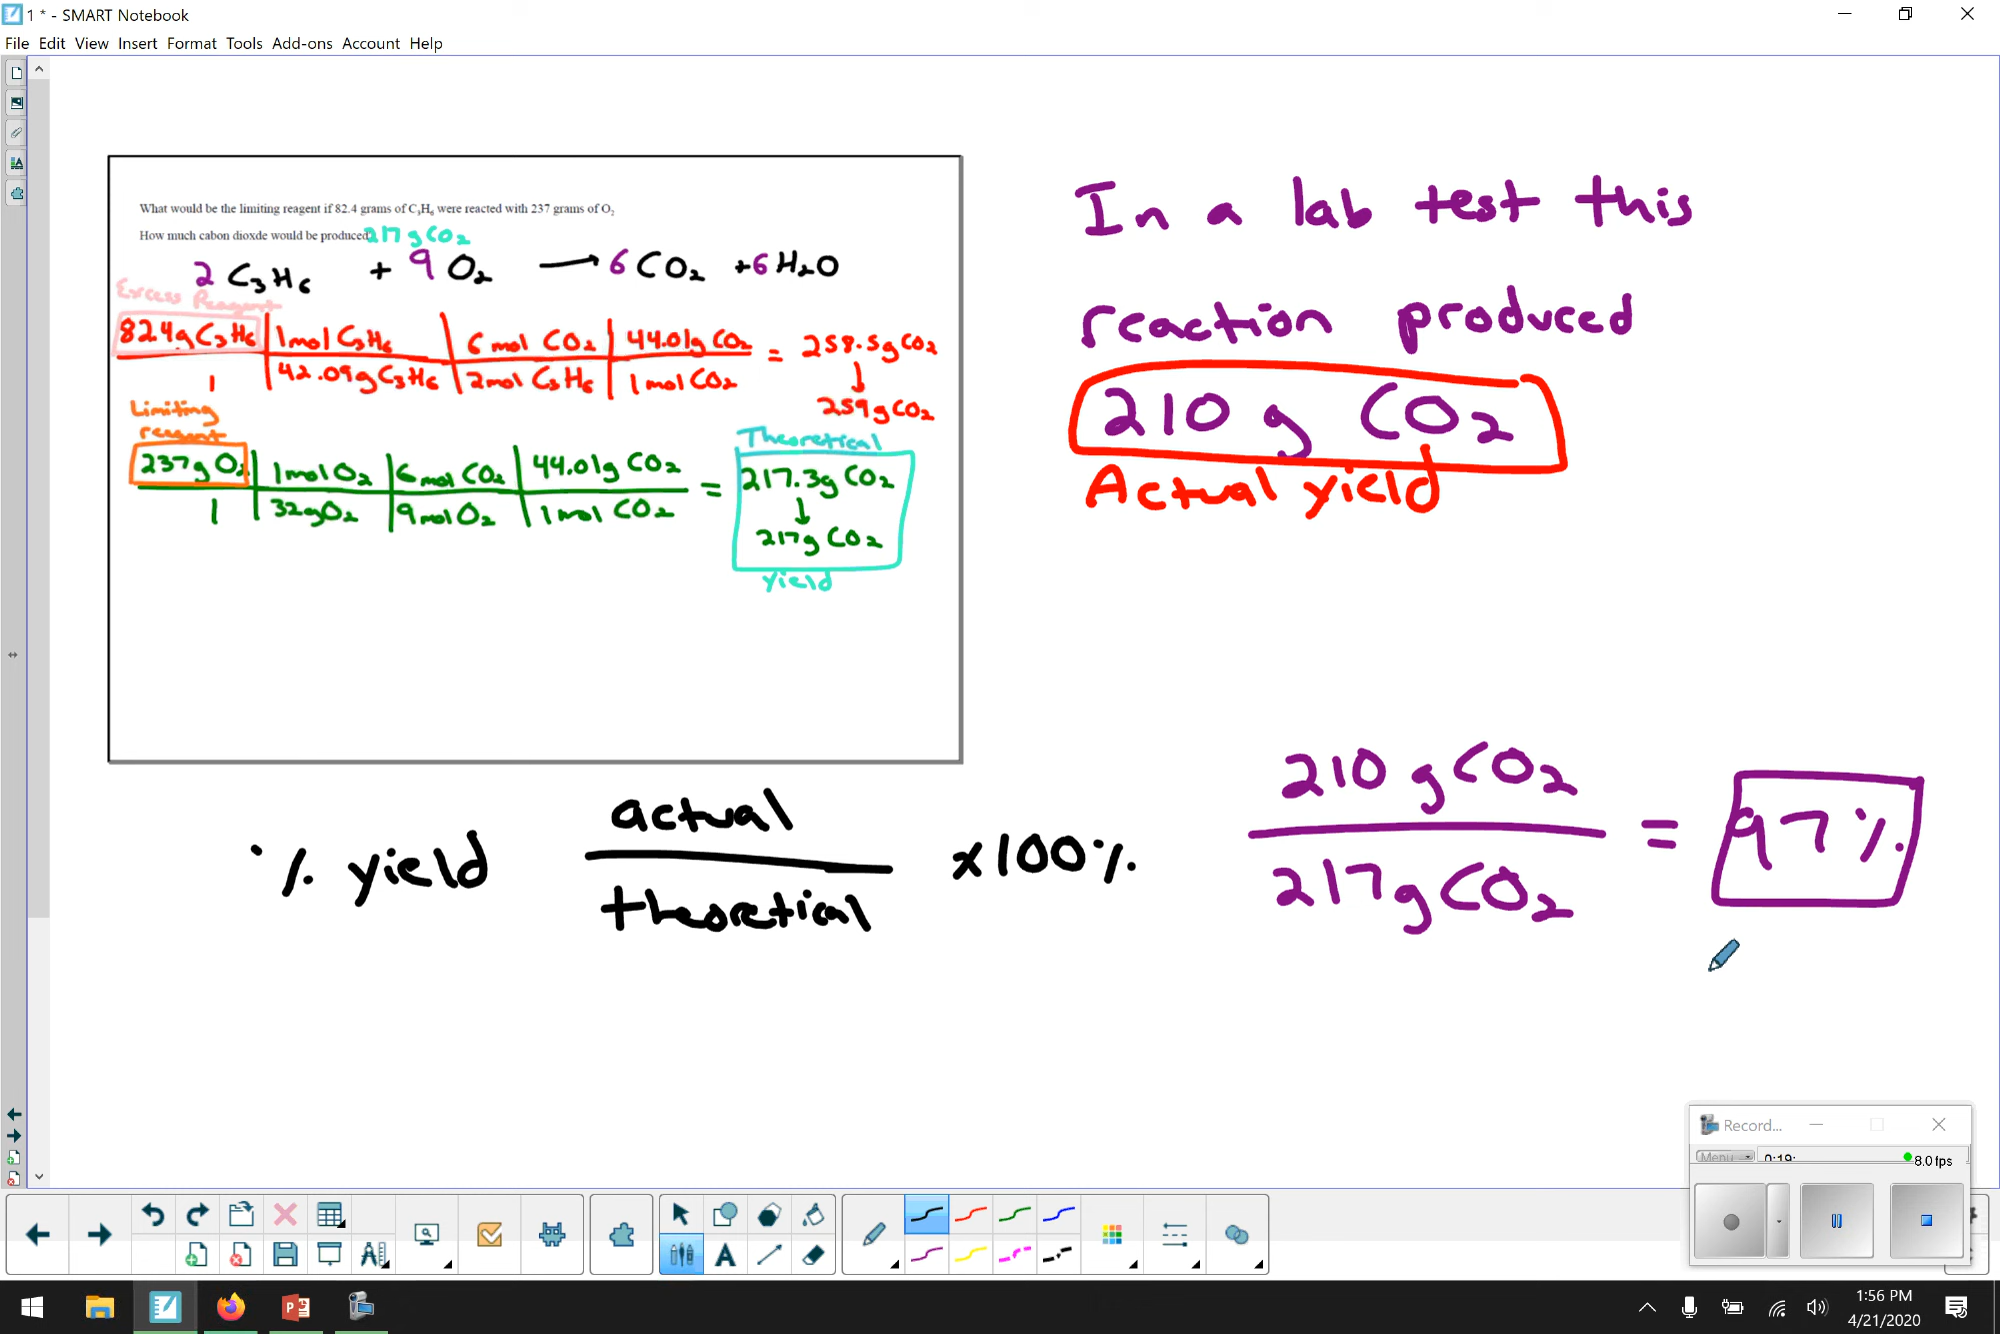 1 * - SMART Notebook
File Edit View Insert Format Tools Add-ons Account Help
What would be the limiting reagent if 82.4 grams of C₃H₆ were reacted with 237 grams of O₂
How much cabon dioxde would be produced 217 g CO₂
2 C₃H₆ + 9 O₂ → 6 CO₂ + 6 H₂O
Excess Reagent
82.4g C₃H₆ | 1 mol C₃H₆ | 6 mol CO₂ | 44.01g CO₂ = 258.5g CO₂
1 | 42.09g C₃H₆ | 2 mol C₃H₆ | 1 mol CO₂
↓
259g CO₂
Limiting
reagent
237g O₂ | 1 mol O₂ | 6 mol CO₂ | 44.01g CO₂ = 217.3g CO₂
1 | 32g O₂ | 9 mol O₂ | 1 mol CO₂
Theoretical
↓
217g CO₂
yield
In a lab test this
reaction produced
210 g CO₂
Actual yield
% yield actual / theoretical x100%
210 g CO₂ / 217 g CO₂ = 97%
Record...
Menu 0:19:
8.0 fps
A
1:56 PM
4/21/2020